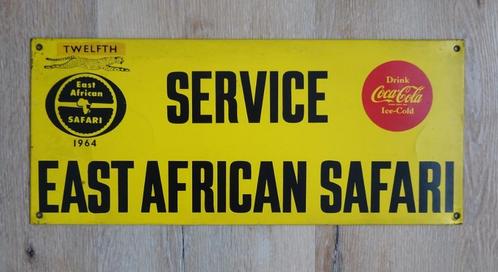 TWELFTH
East
African
SAFARI
1964
SERVICE
Drink
Coca-Cola
Ice-Cold
EAST AFRICAN SAFARI